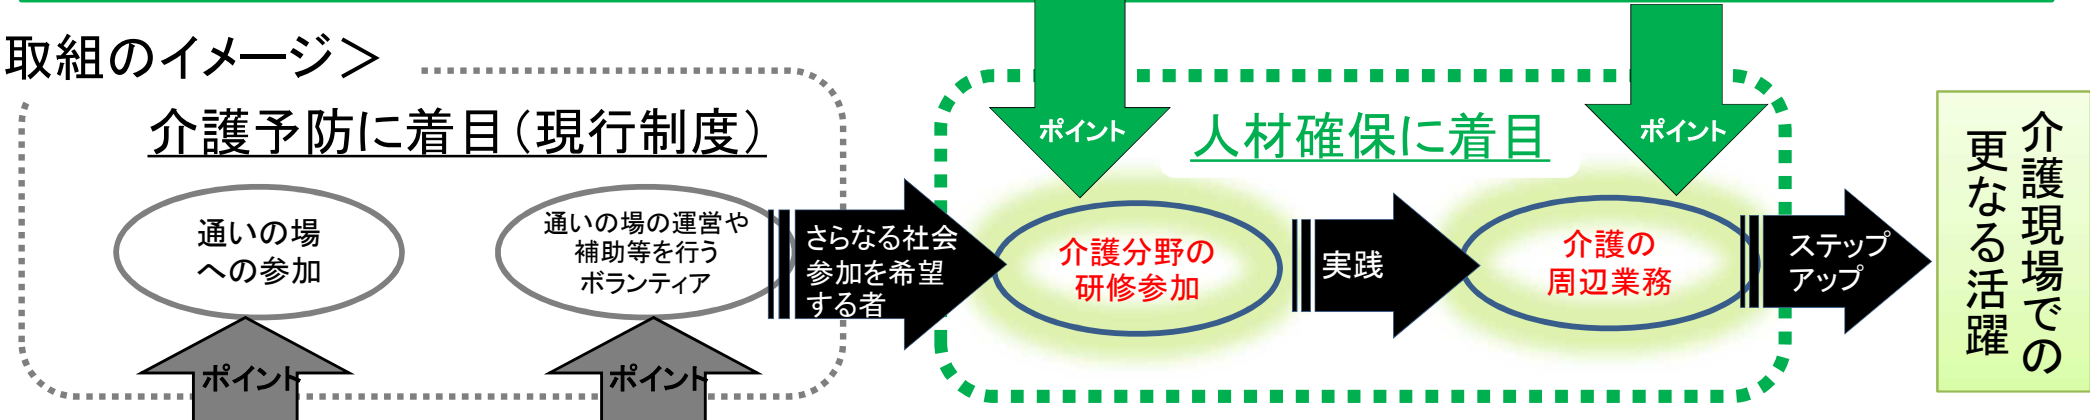 取組のイメージ＞
介護予防に着目（現行制度）
通いの場
への参加
ポイント
通いの場の運営や
補助等を行う
ボランティア
ポイント
さらなる社会
参加を希望
する者
人材確保に着目
ポイント
介護分野の
研修参加
実践
ポイント
介護の
周辺業務
ステップ
アップ
介護現場での
更なる活躍